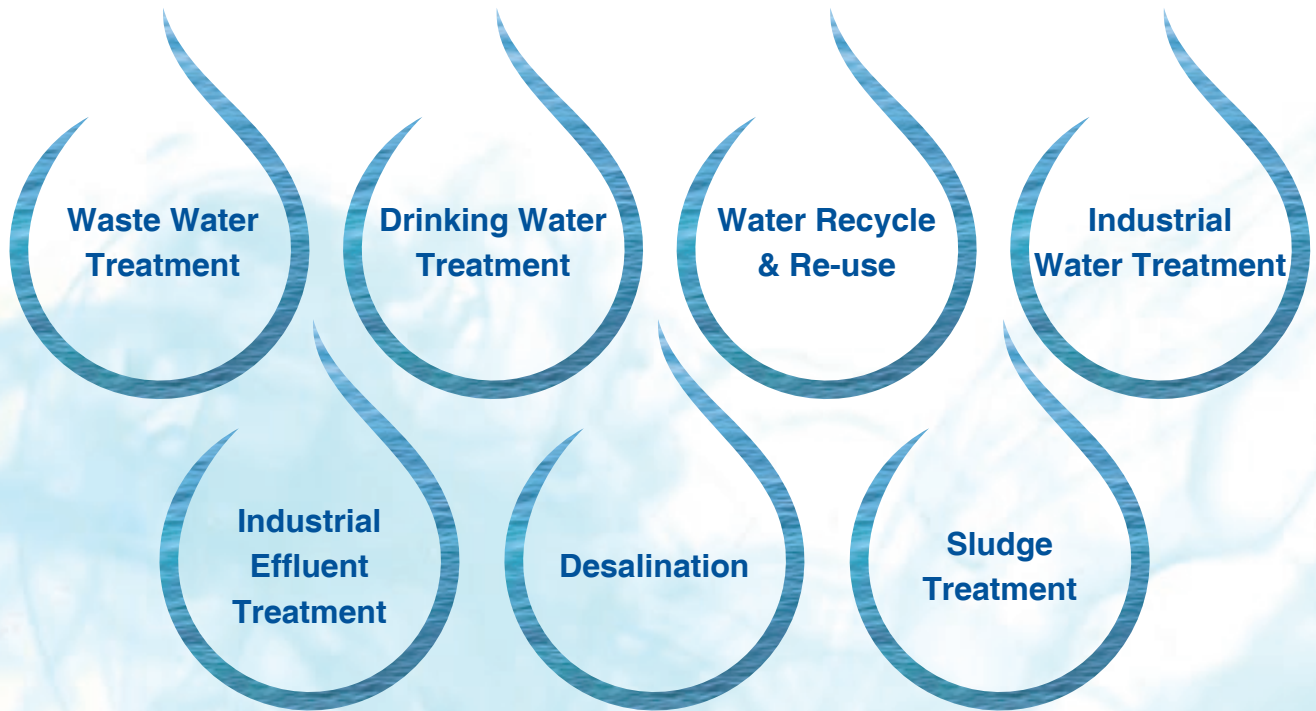 Waste Water
Treatment
Drinking Water
Treatment
Water Recycle
& Re-use
Industrial
Water Treatment
Industrial
Effluent
Treatment
Desalination
Sludge
Treatment